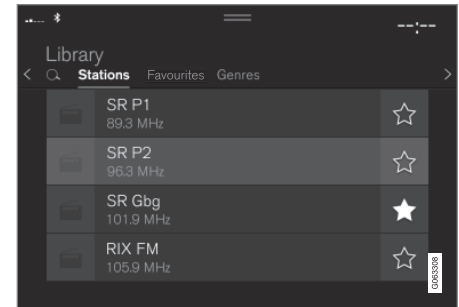 --:--
Library
Stations Favourites Genres
SR P1
89.3 MHz
SR P2
96.3 MHz
SR Gbg
101.9 MHz
RIX FM
105.9 MHz
G063308